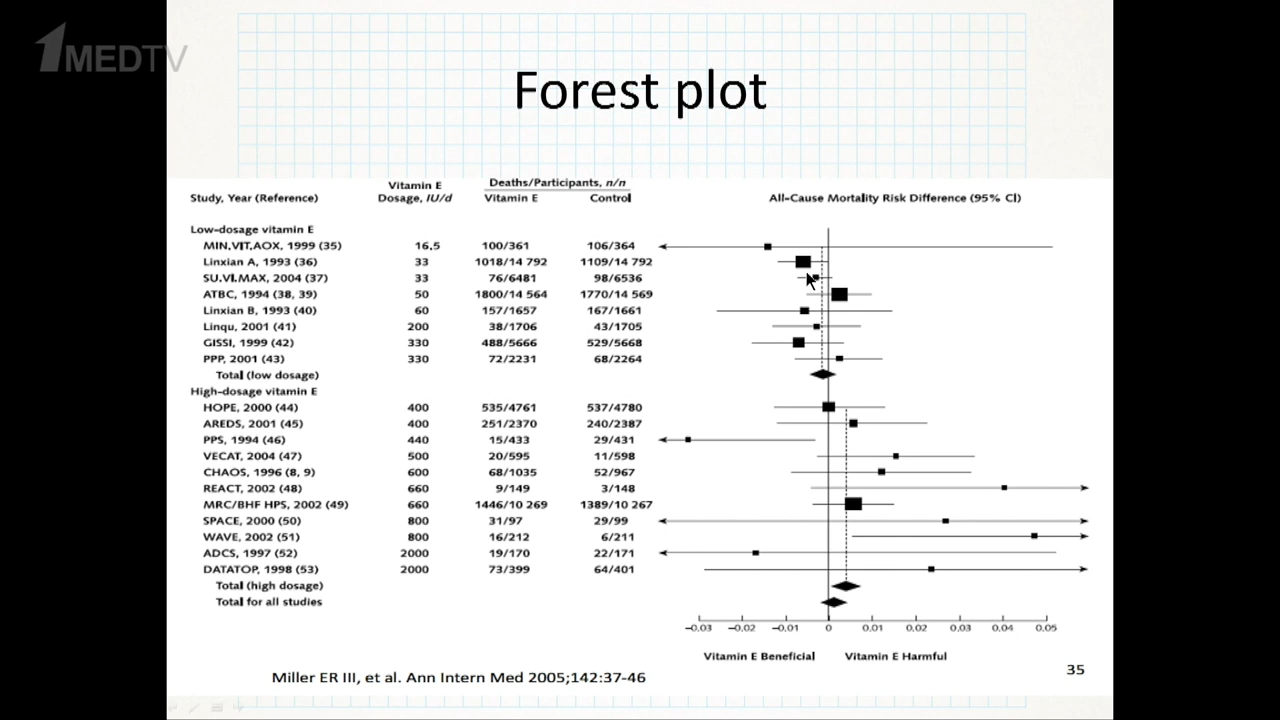 1MEDTV
Forest plot
Study, Year (Reference) Vitamin E Dosage, IU/d Deaths/Participants, n/n Vitamin E Control All-Cause Mortality Risk Difference (95% CI)
Low-dosage vitamin E
MIN.VIT.AOX, 1999 (35) 16.5 100/361 106/364
Linxian A, 1993 (36) 33 1018/14 792 1109/14 792
SU.VI.MAX, 2004 (37) 33 76/6481 98/6536
ATBC, 1994 (38, 39) 50 1800/14 564 1770/14 569
Linxian B, 1993 (40) 60 157/1657 167/1661
Linqu, 2001 (41) 200 38/1706 43/1705
GISSI, 1999 (42) 330 488/5666 529/5668
PPP, 2001 (43) 330 72/2231 68/2264
Total (low dosage)
High-dosage vitamin E
HOPE, 2000 (44) 400 535/4761 537/4780
AREDS, 2001 (45) 400 251/2370 240/2387
PPS, 1994 (46) 440 15/433 29/431
VECAT, 2004 (47) 500 20/595 11/598
CHAOS, 1996 (8, 9) 600 68/1035 52/967
REACT, 2002 (48) 660 9/149 3/148
MRC/BHF HPS, 2002 (49) 660 1446/10 269 1389/10 267
SPACE, 2000 (50) 800 31/97 29/99
WAVE, 2002 (51) 800 16/212 6/211
ADCS, 1997 (52) 2000 19/170 22/171
DATATOP, 1998 (53) 2000 73/399 64/401
Total (high dosage)
Total for all studies
−0.03 −0.02 −0.01 0 0.01 0.02 0.03 0.04 0.05
Vitamin E Beneficial Vitamin E Harmful
Miller ER III, et al. Ann Intern Med 2005;142:37-46
35